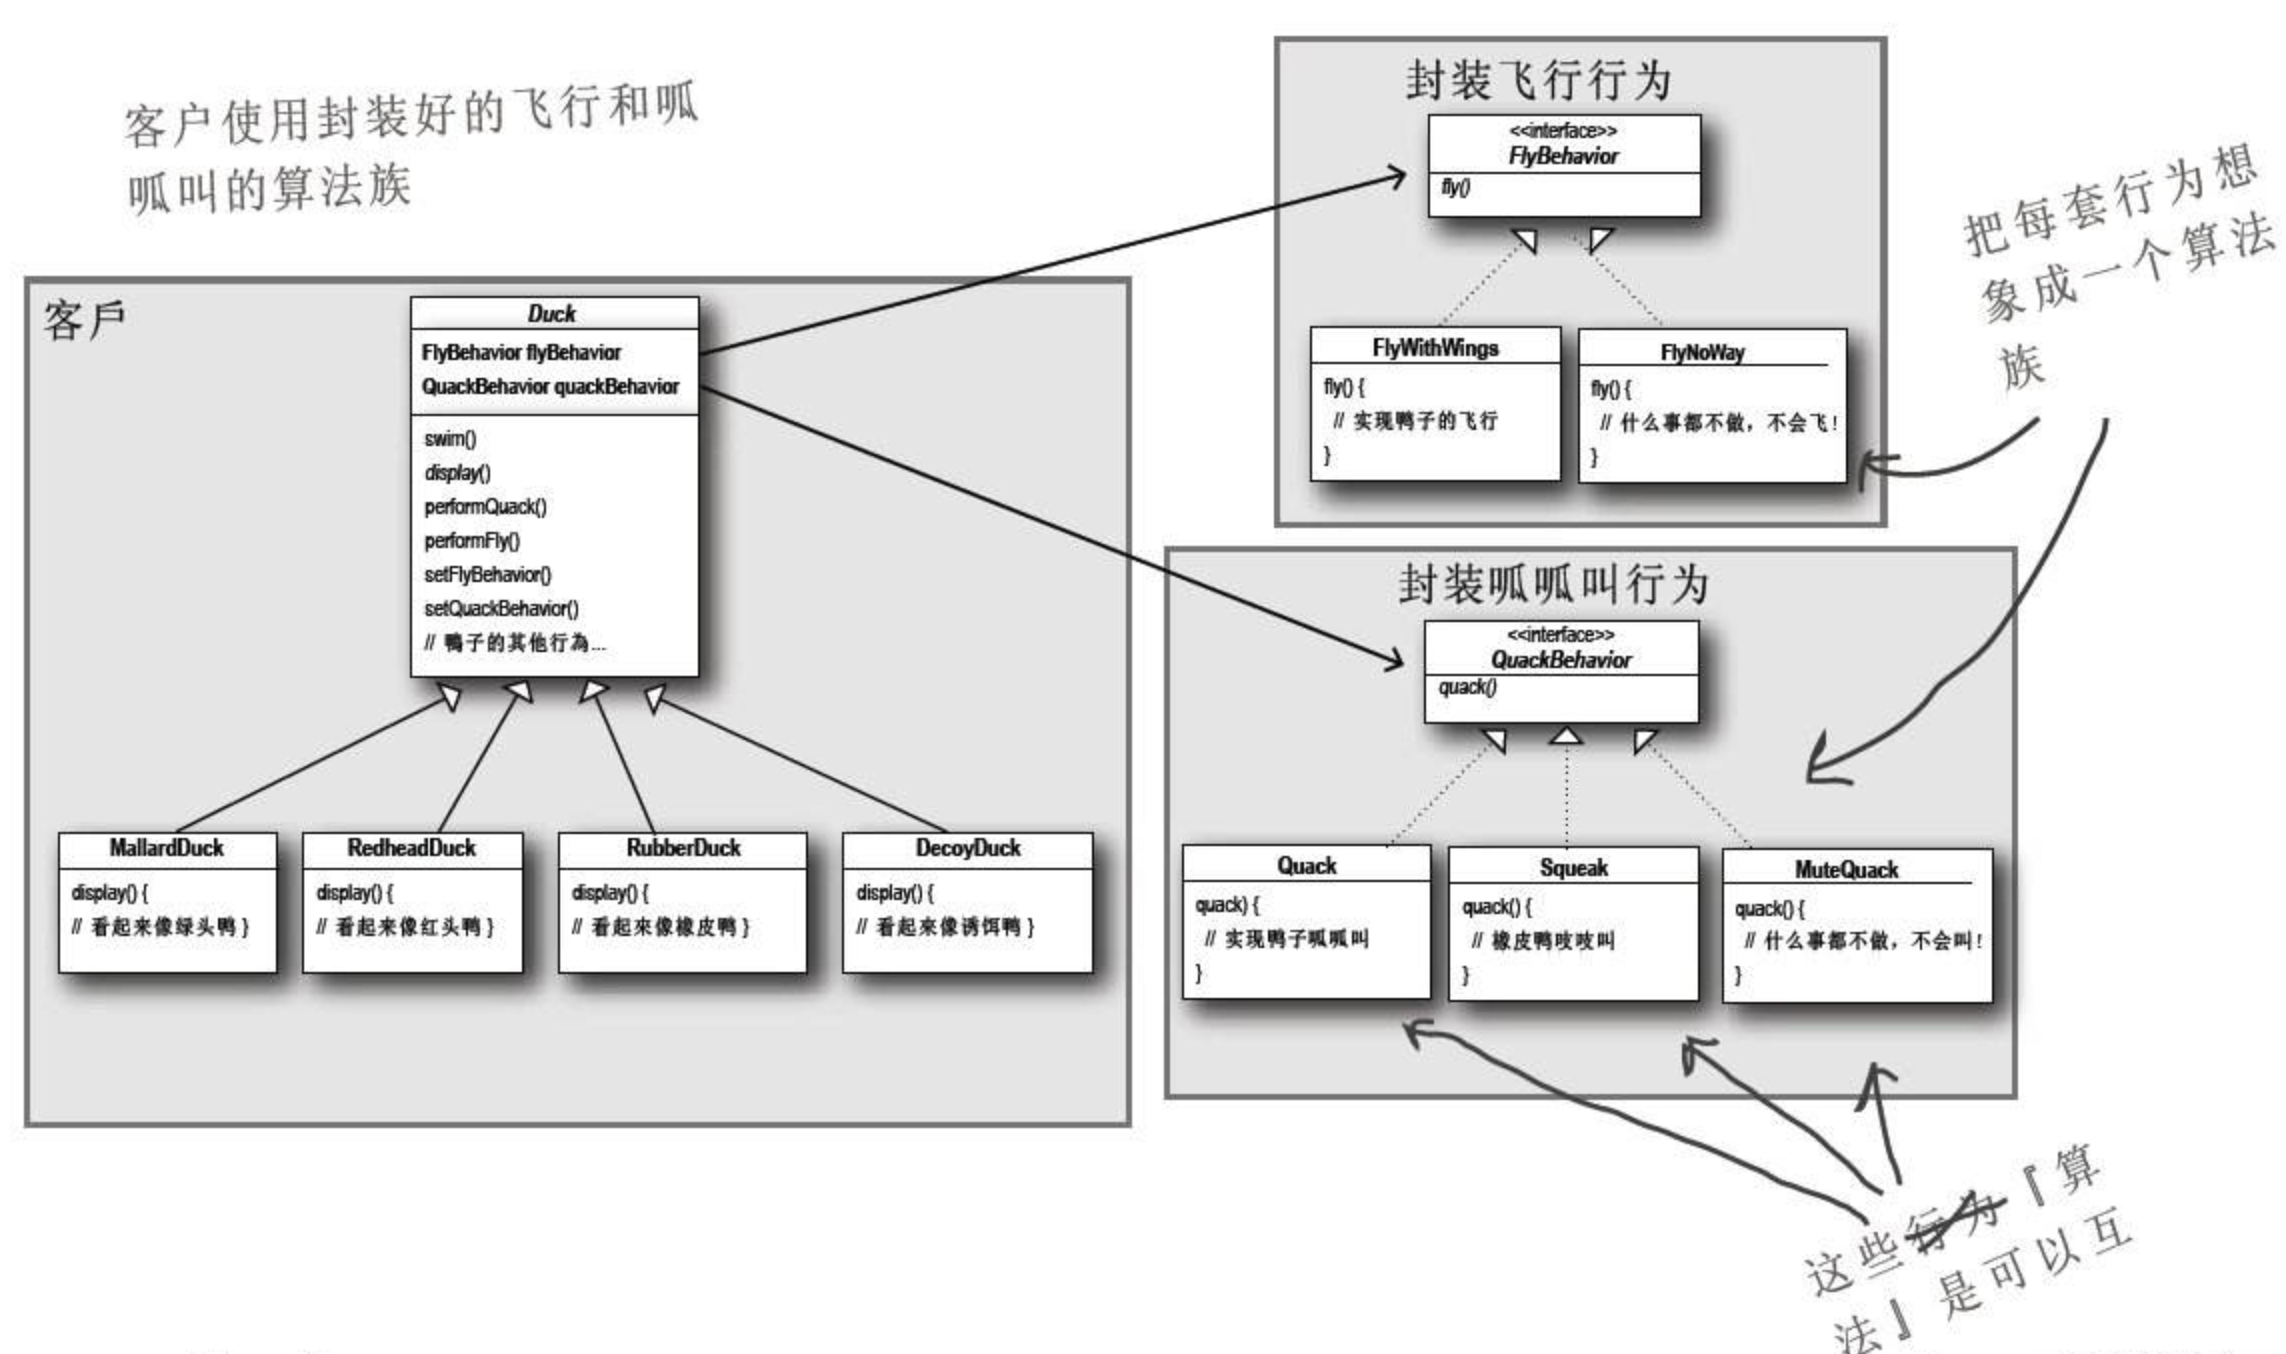 客户使用封装好的飞行和呱
呱叫的算法族
客戶
Duck
FlyBehavior flyBehavior
QuackBehavior quackBehavior
swim()
display()
performQuack()
performFly()
setFlyBehavior()
setQuackBehavior()
// 鴨子的其他行為...
MallardDuck
display() {
// 看起来像绿头鸭 }
RedheadDuck
display() {
// 看起来像红头鸭 }
RubberDuck
display() {
// 看起來像橡皮鸭 }
DecoyDuck
display() {
// 看起来像诱饵鸭 }
封装飞行行为
<<interface>>
FlyBehavior
fly()
FlyWithWings
fly() {
// 实现鸭子的飞行
}
FlyNoWay
fly() {
// 什么事都不做，不会飞！
}
把每套行为想
象成一个算法
族
封装呱呱叫行为
<<interface>>
QuackBehavior
quack()
Quack
quack) {
// 实现鸭子呱呱叫
}
Squeak
quack() {
// 橡皮鸭吱吱叫
}
MuteQuack
quack() {
// 什么事都不做，不会叫！
}
这些行为『算
法』是可以互